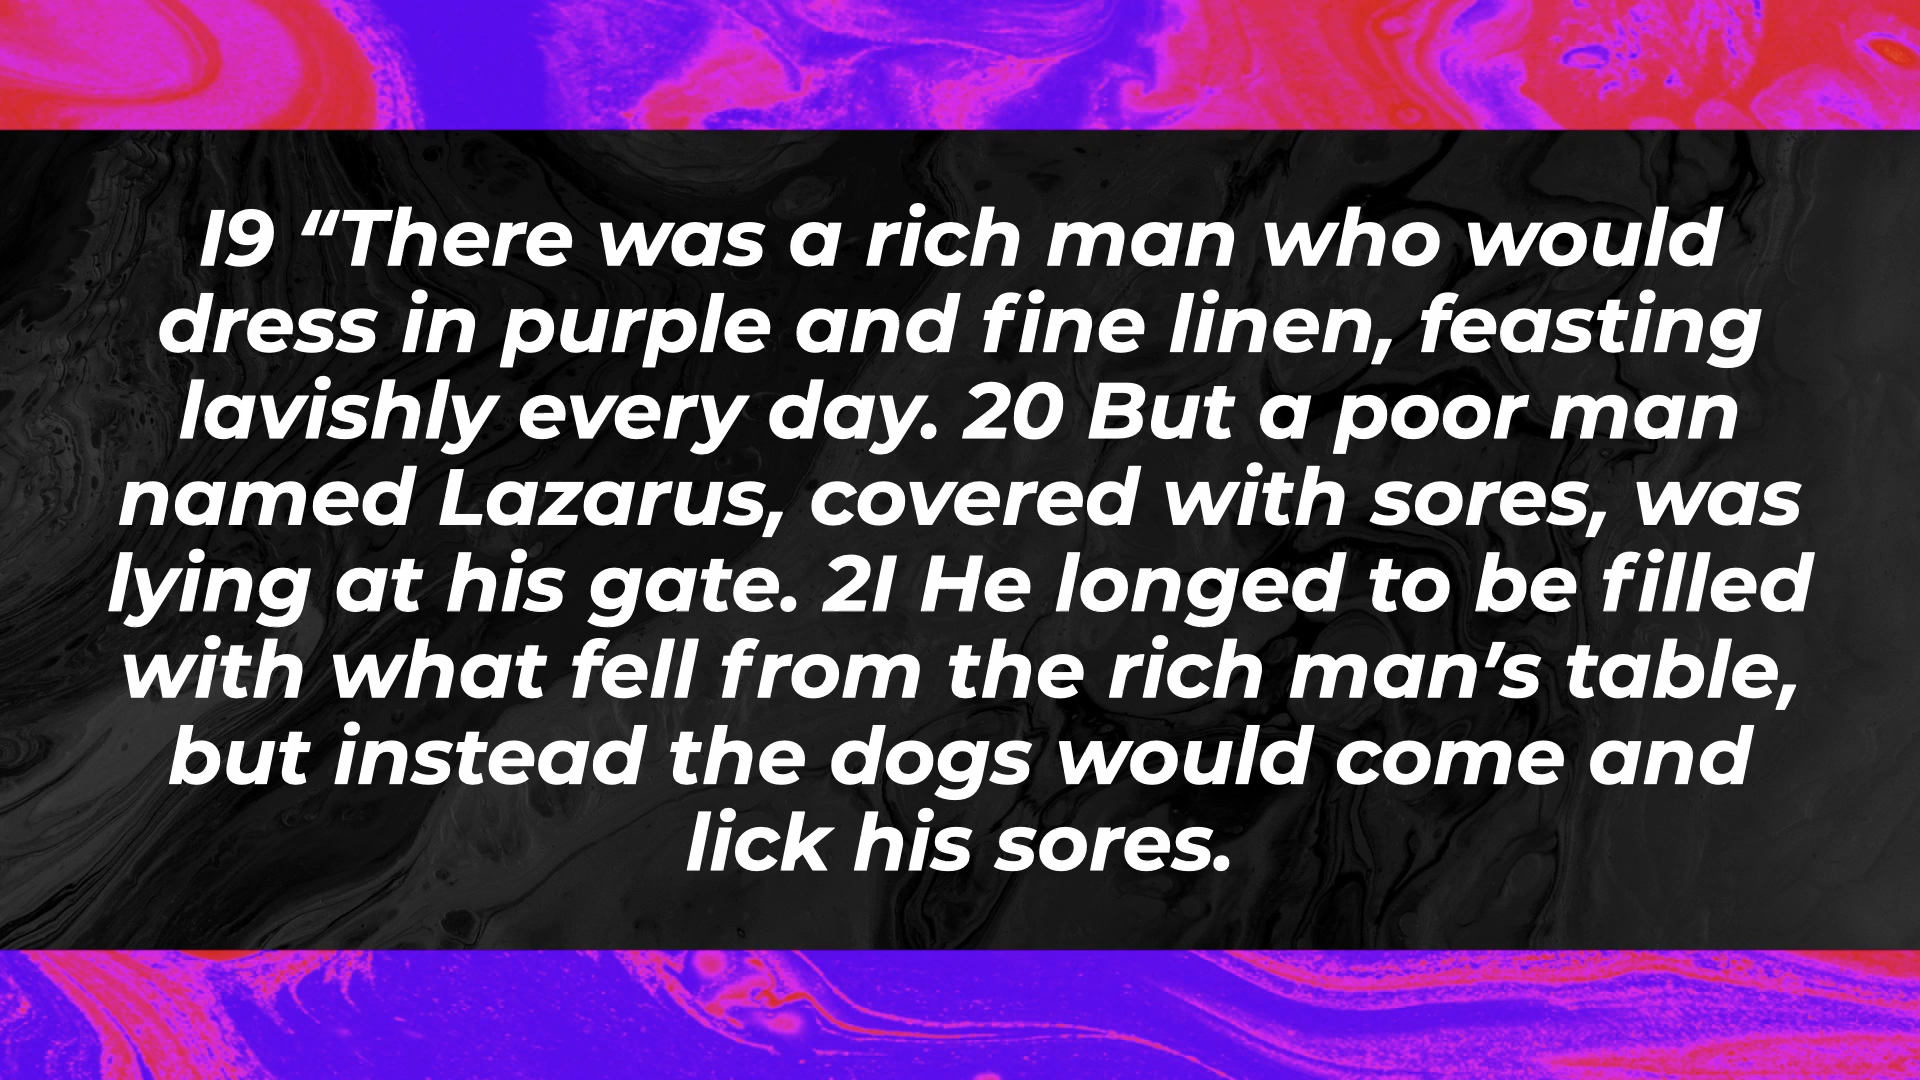 19 “There was a rich man who would
dress in purple and fine linen, feasting
lavishly every day. 20 But a poor man
named Lazarus, covered with sores, was
lying at his gate. 21 He longed to be filled
with what fell from the rich man’s table,
but instead the dogs would come and
lick his sores.